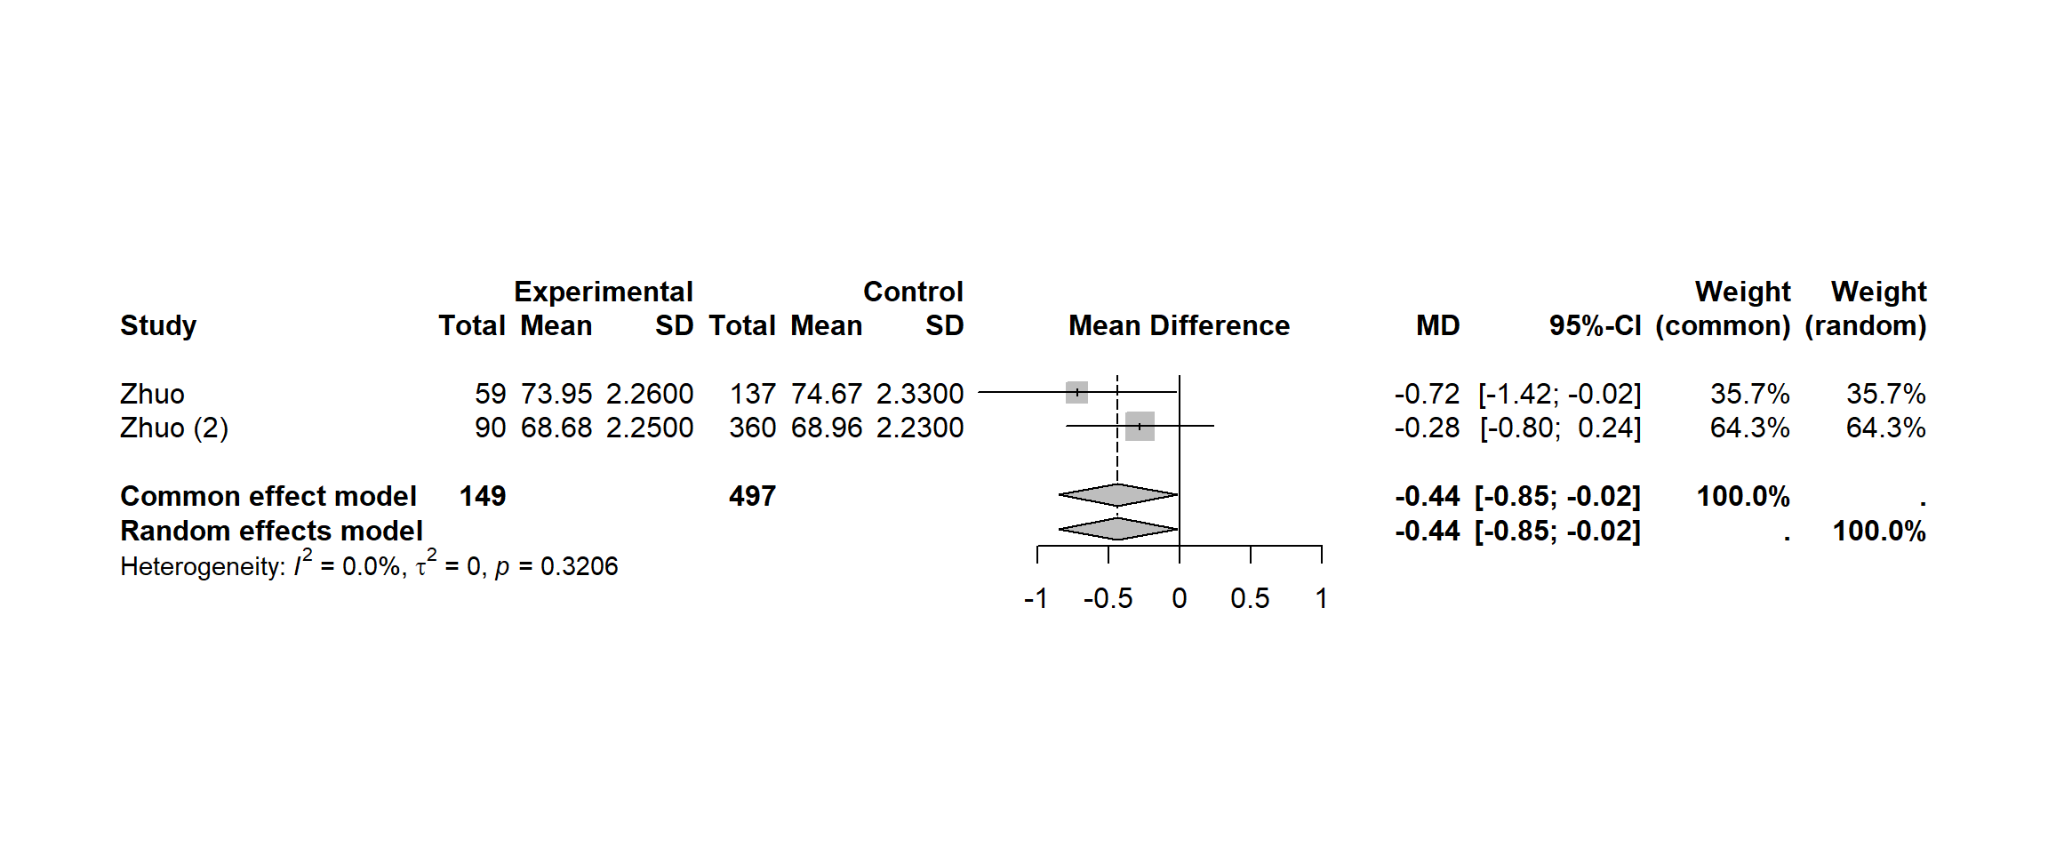 Experimental Control Weight Weight
Study Total Mean SD Total Mean SD Mean Difference MD 95%-CI (common) (random)
Zhuo 59 73.95 2.2600 137 74.67 2.3300 -0.72 [-1.42; -0.02] 35.7% 35.7%
Zhuo (2) 90 68.68 2.2500 360 68.96 2.2300 -0.28 [-0.80; 0.24] 64.3% 64.3%
Common effect model 149 497 -0.44 [-0.85; -0.02] 100.0% .
Random effects model -0.44 [-0.85; -0.02] . 100.0%
Heterogeneity: I² = 0.0%, τ² = 0, p = 0.3206
-1 -0.5 0 0.5 1